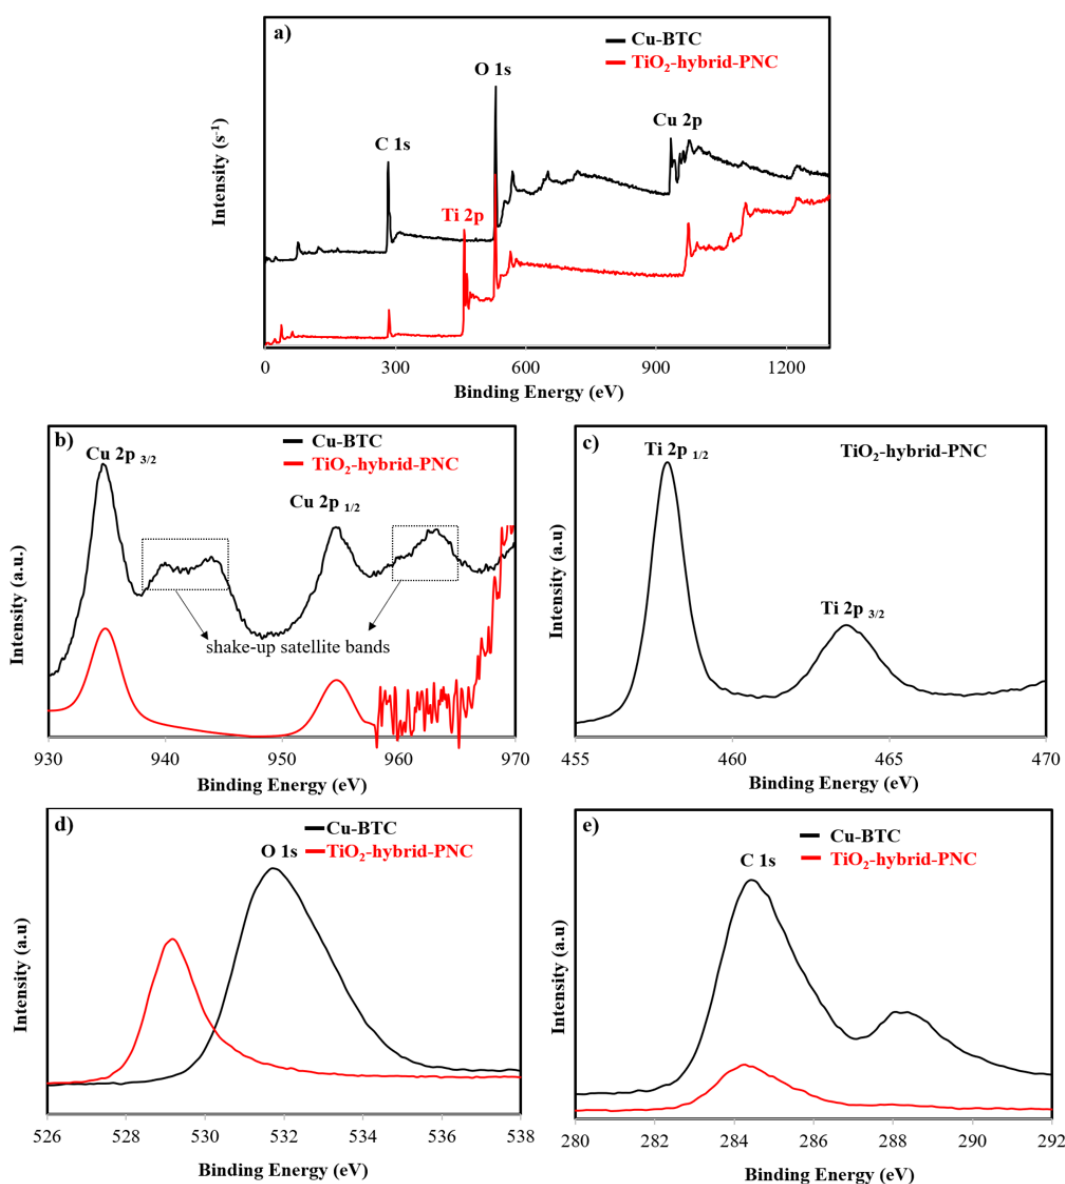 a)
Cu-BTC
TiO₂-hybrid-PNC
O 1s
Cu 2p
C 1s
Ti 2p
Intensity (s⁻¹)
0 300 600 900 1200
Binding Energy (eV)
b)
Cu-BTC
TiO₂-hybrid-PNC
Cu 2p 3/2
Cu 2p 1/2
shake-up satellite bands
Intensity (a.u.)
930 940 950 960 970
Binding Energy (eV)
c)
Ti 2p 1/2
TiO₂-hybrid-PNC
Ti 2p 3/2
Intensity (a.u)
455 460 465 470
Binding Energy (eV)
d)
Cu-BTC
TiO₂-hybrid-PNC
O 1s
Intensity (a.u)
526 528 530 532 534 536 538
Binding Energy (eV)
e)
Cu-BTC
TiO₂-hybrid-PNC
C 1s
Intensity (a.u)
280 282 284 286 288 290 292
Binding Energy (eV)